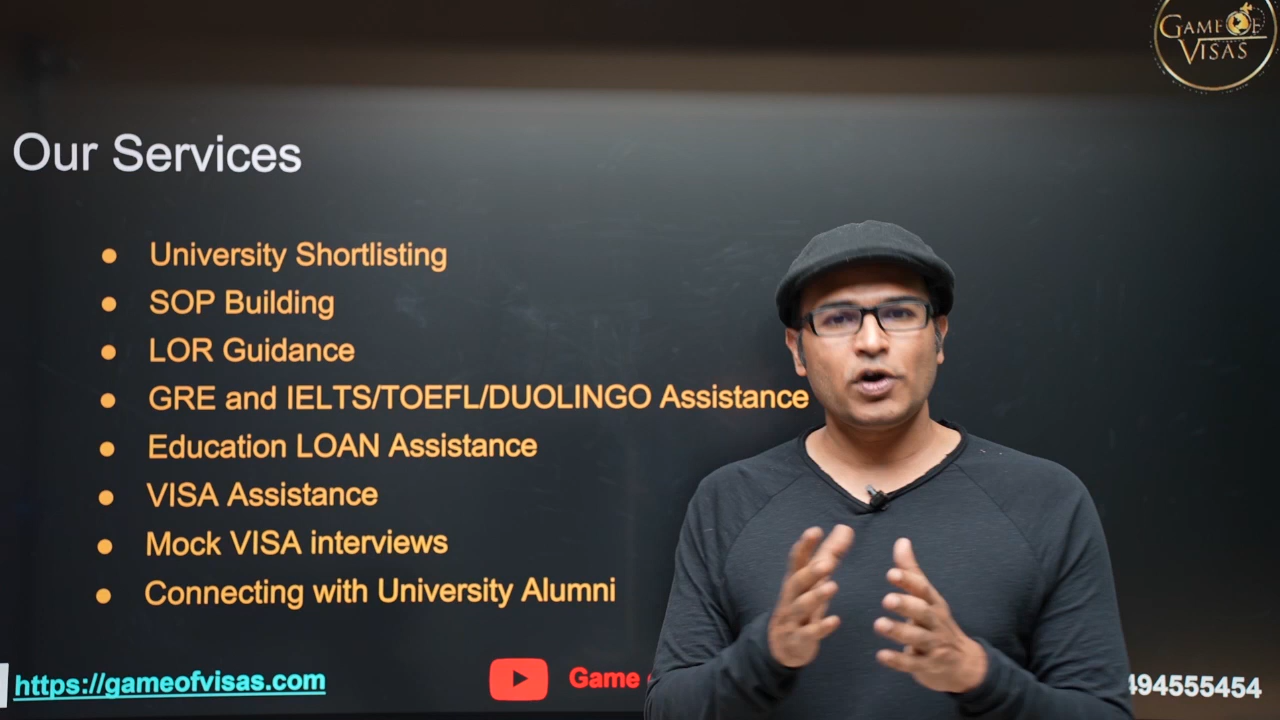 GAME OF
VISAS
Our Services
• University Shortlisting
• SOP Building
• LOR Guidance
• GRE and IELTS/TOEFL/DUOLINGO Assistance
• Education LOAN Assistance
• VISA Assistance
• Mock VISA interviews
• Connecting with University Alumni
https://gameofvisas.com
Game
494555454